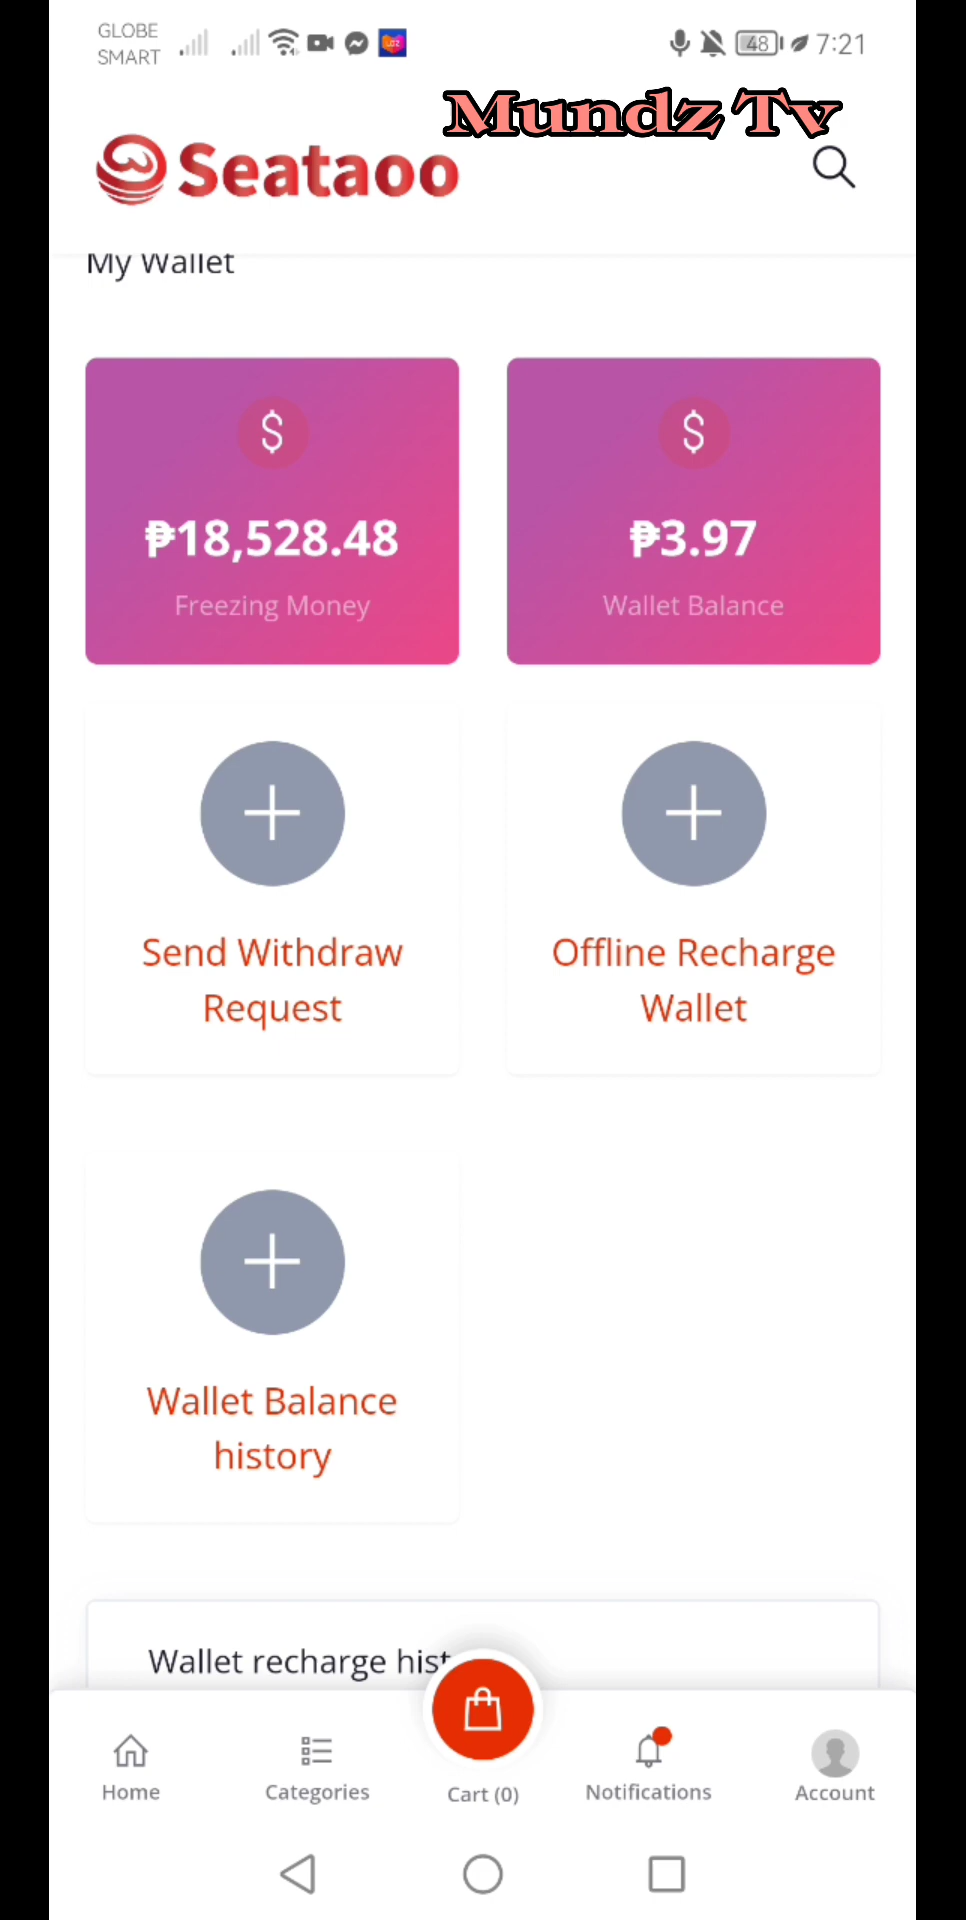 GLOBE
SMART
48
7:21
Mundz Tv
Seataoo
My Wallet
$
$
₱18,528.48
₱3.97
Freezing Money
Wallet Balance
Send Withdraw
Request
Offline Recharge
Wallet
Wallet Balance
history
Wallet recharge hist
Home
Categories
Cart (0)
Notifications
Account